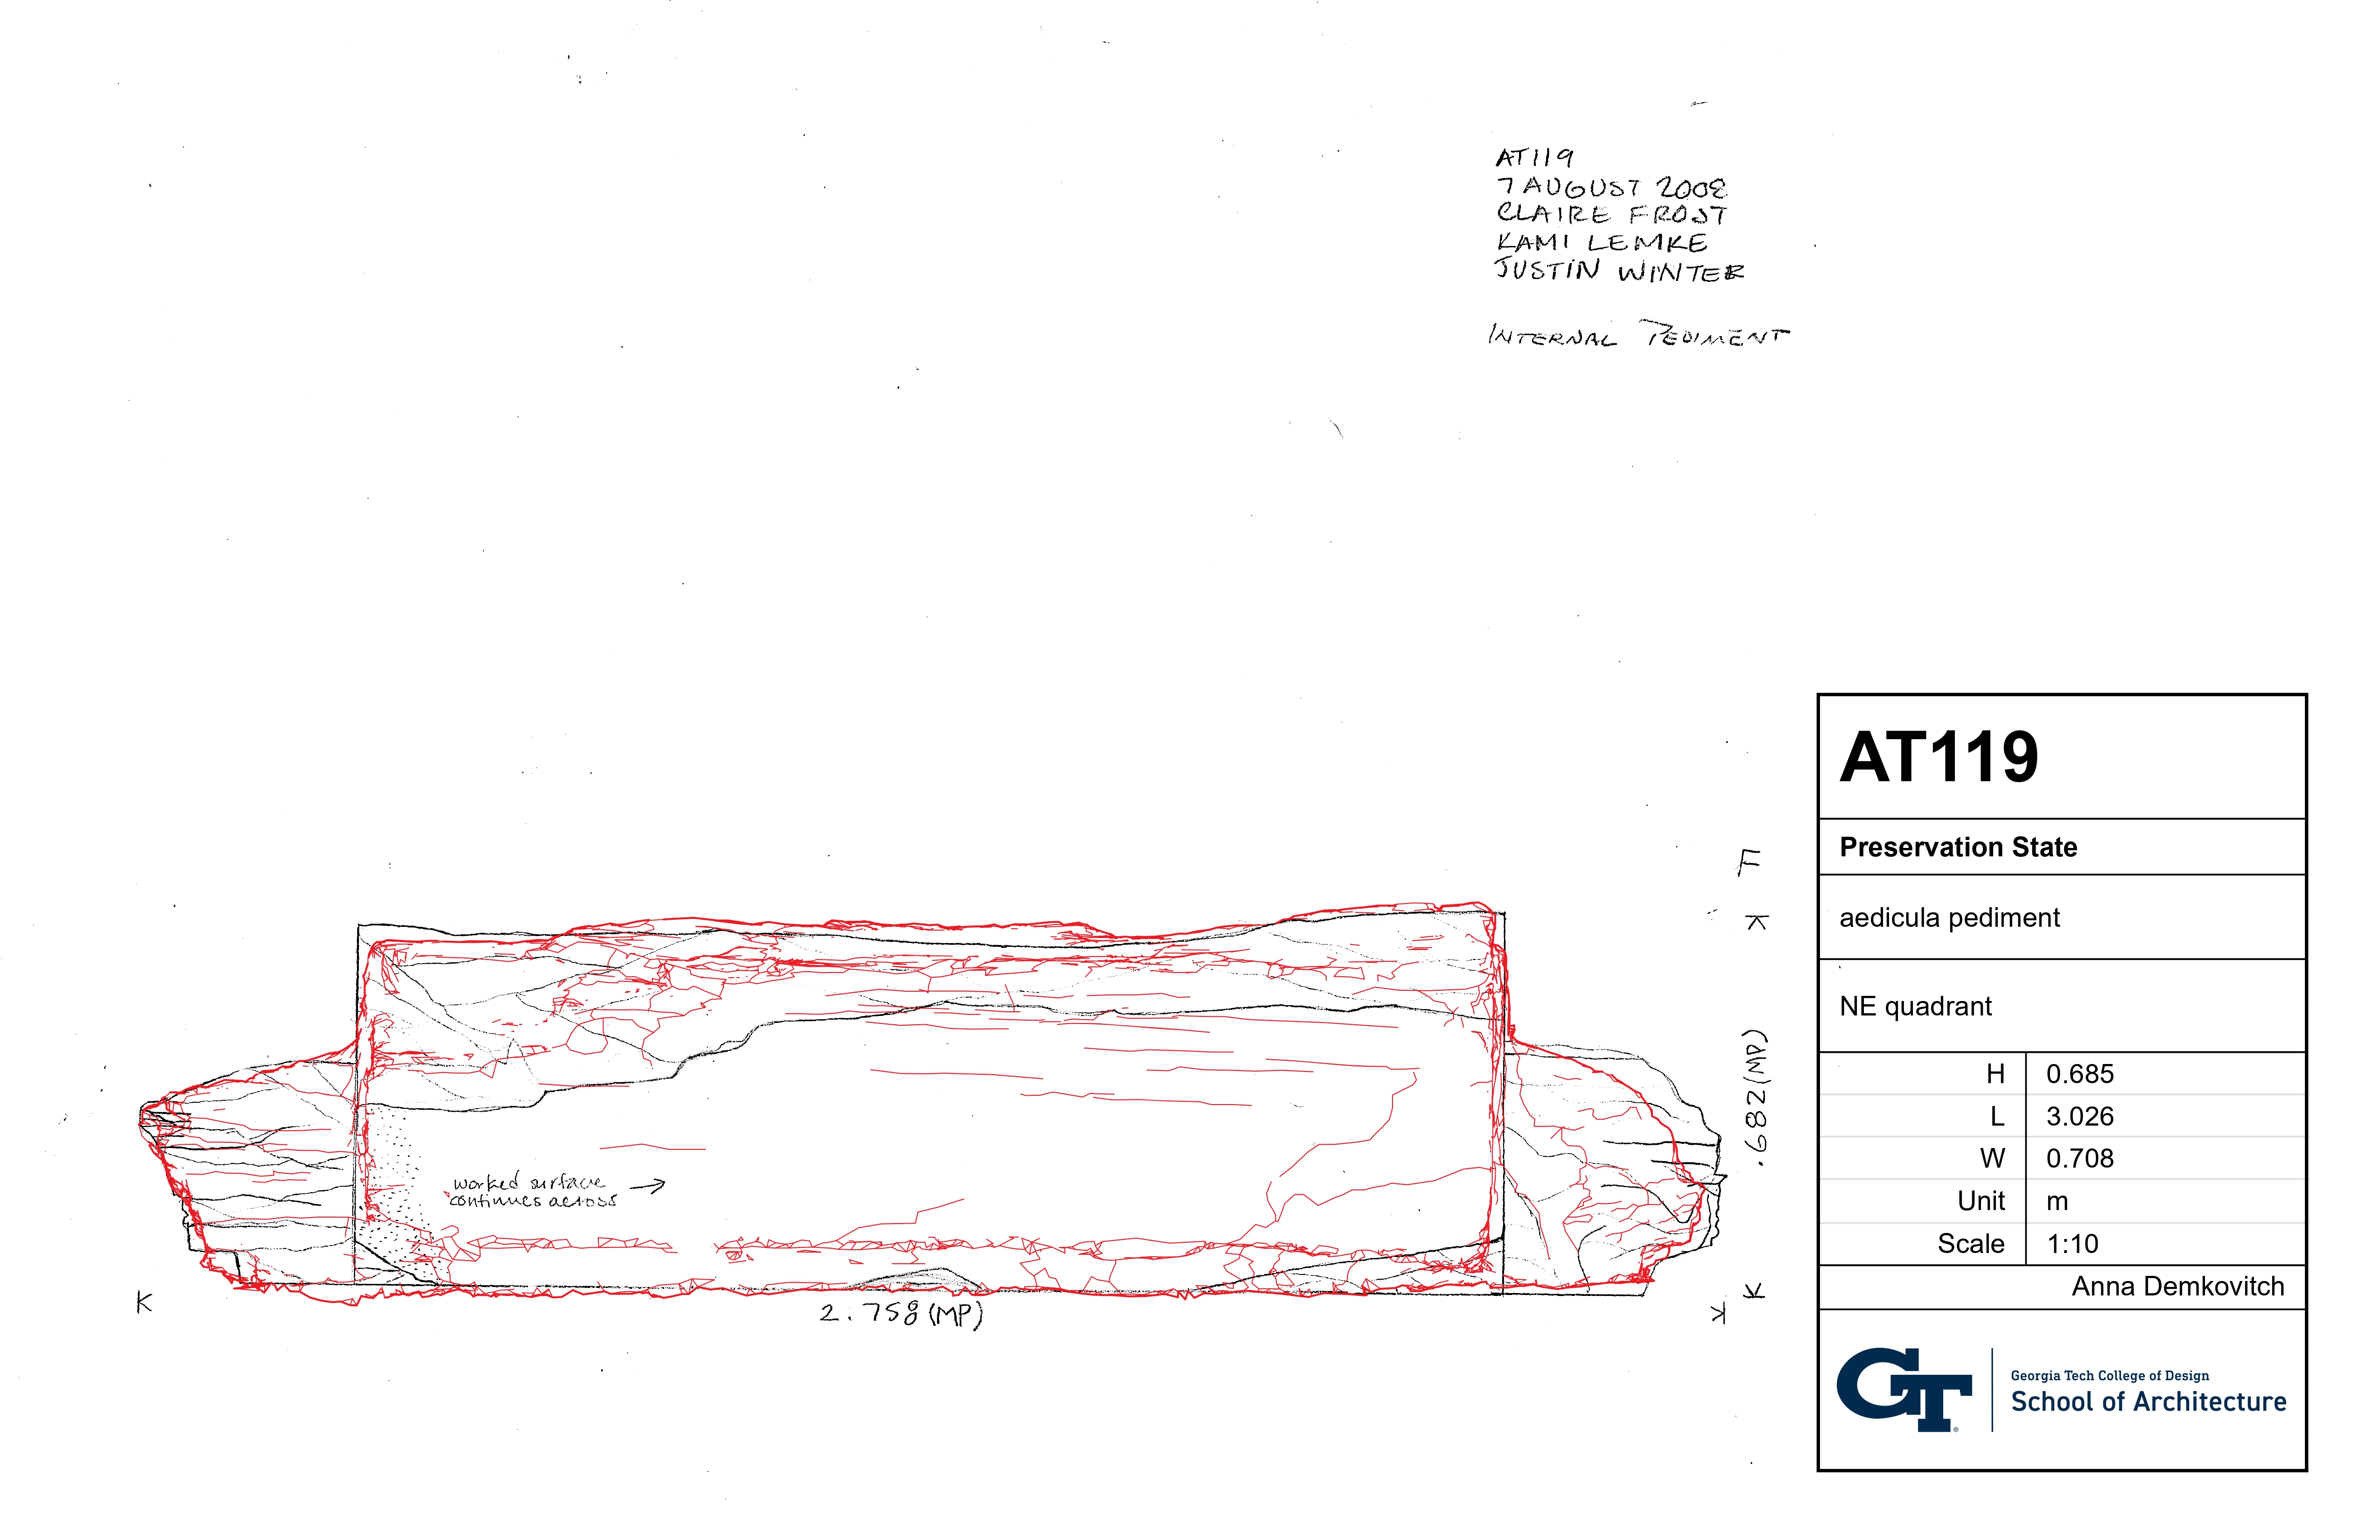 AT119
7 AUGUST 2008
CLAIRE FROST
KAMI LEMKE
JUSTIN WINTER
INTERNAL PEDIMENT
F
K
.682(MP)
K
K
K
worked surface
continues across
2.758(MP)
AT119
Preservation State
aedicula pediment
NE quadrant
H 0.685
L 3.026
W 0.708
Unit m
Scale 1:10
Anna Demkovitch
GT
Georgia Tech College of Design
School of Architecture